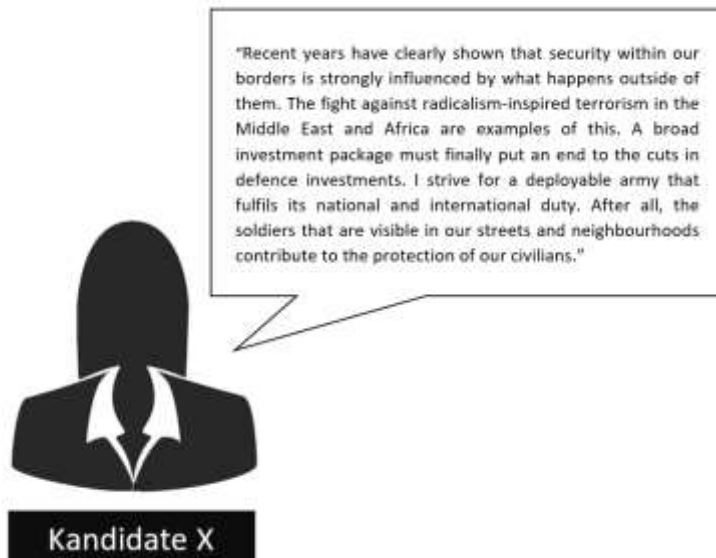 “Recent years have clearly shown that security within our
borders is strongly influenced by what happens outside of
them. The fight against radicalism-inspired terrorism in the
Middle East and Africa are examples of this. A broad
investment package must finally put an end to the cuts in
defence investments. I strive for a deployable army that
fulfils its national and international duty. After all, the
soldiers that are visible in our streets and neighbourhoods
contribute to the protection of our civilians.”
Kandidate X